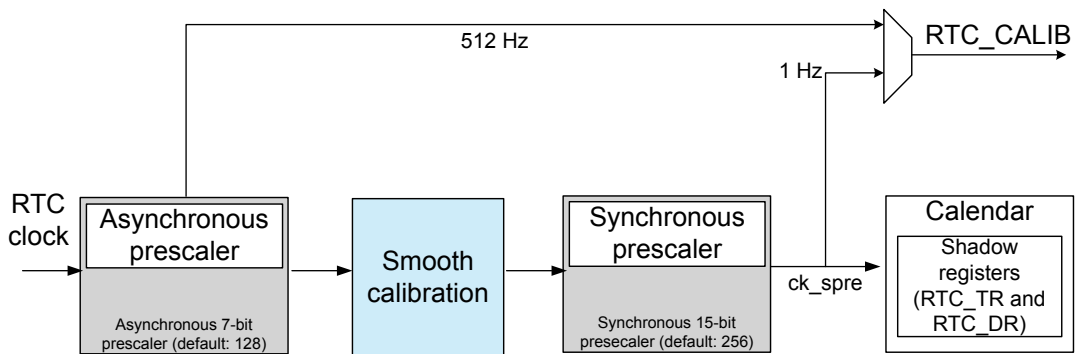 512 Hz
RTC_CALIB
1 Hz
RTC
clock
Asynchronous
prescaler
Asynchronous 7-bit
prescaler (default: 128)
Smooth
calibration
Synchronous
prescaler
Synchronous 15-bit
presecaler (default: 256)
ck_spre
Calendar
Shadow
registers
(RTC_TR and
RTC_DR)